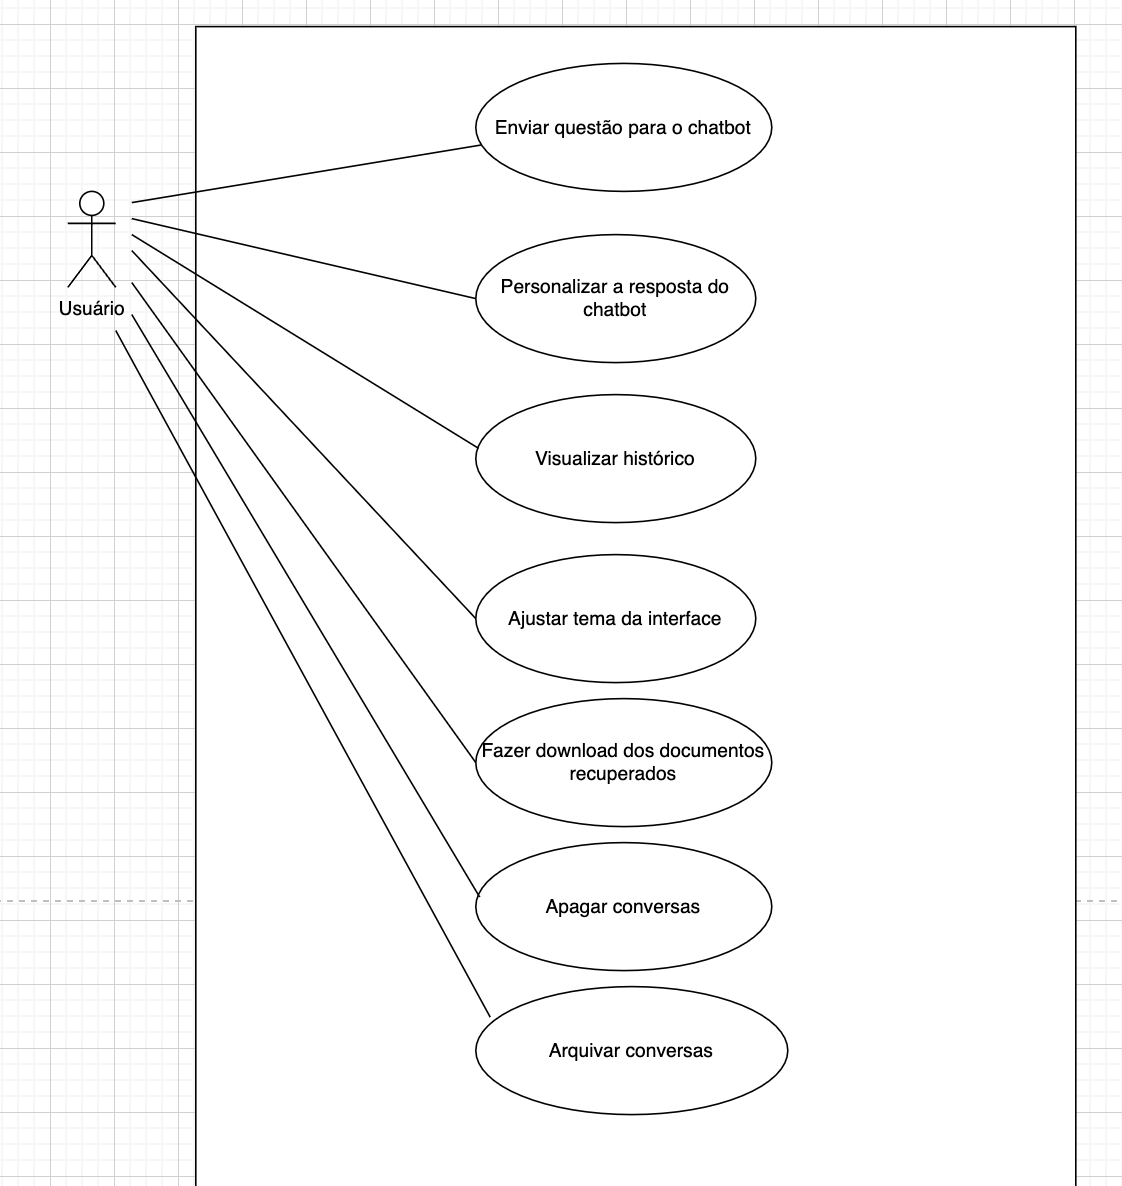 Enviar questão para o chatbot
Usuário
Personalizar a resposta do
chatbot
Visualizar histórico
Ajustar tema da interface
Fazer download dos documentos
recuperados
Apagar conversas
Arquivar conversas